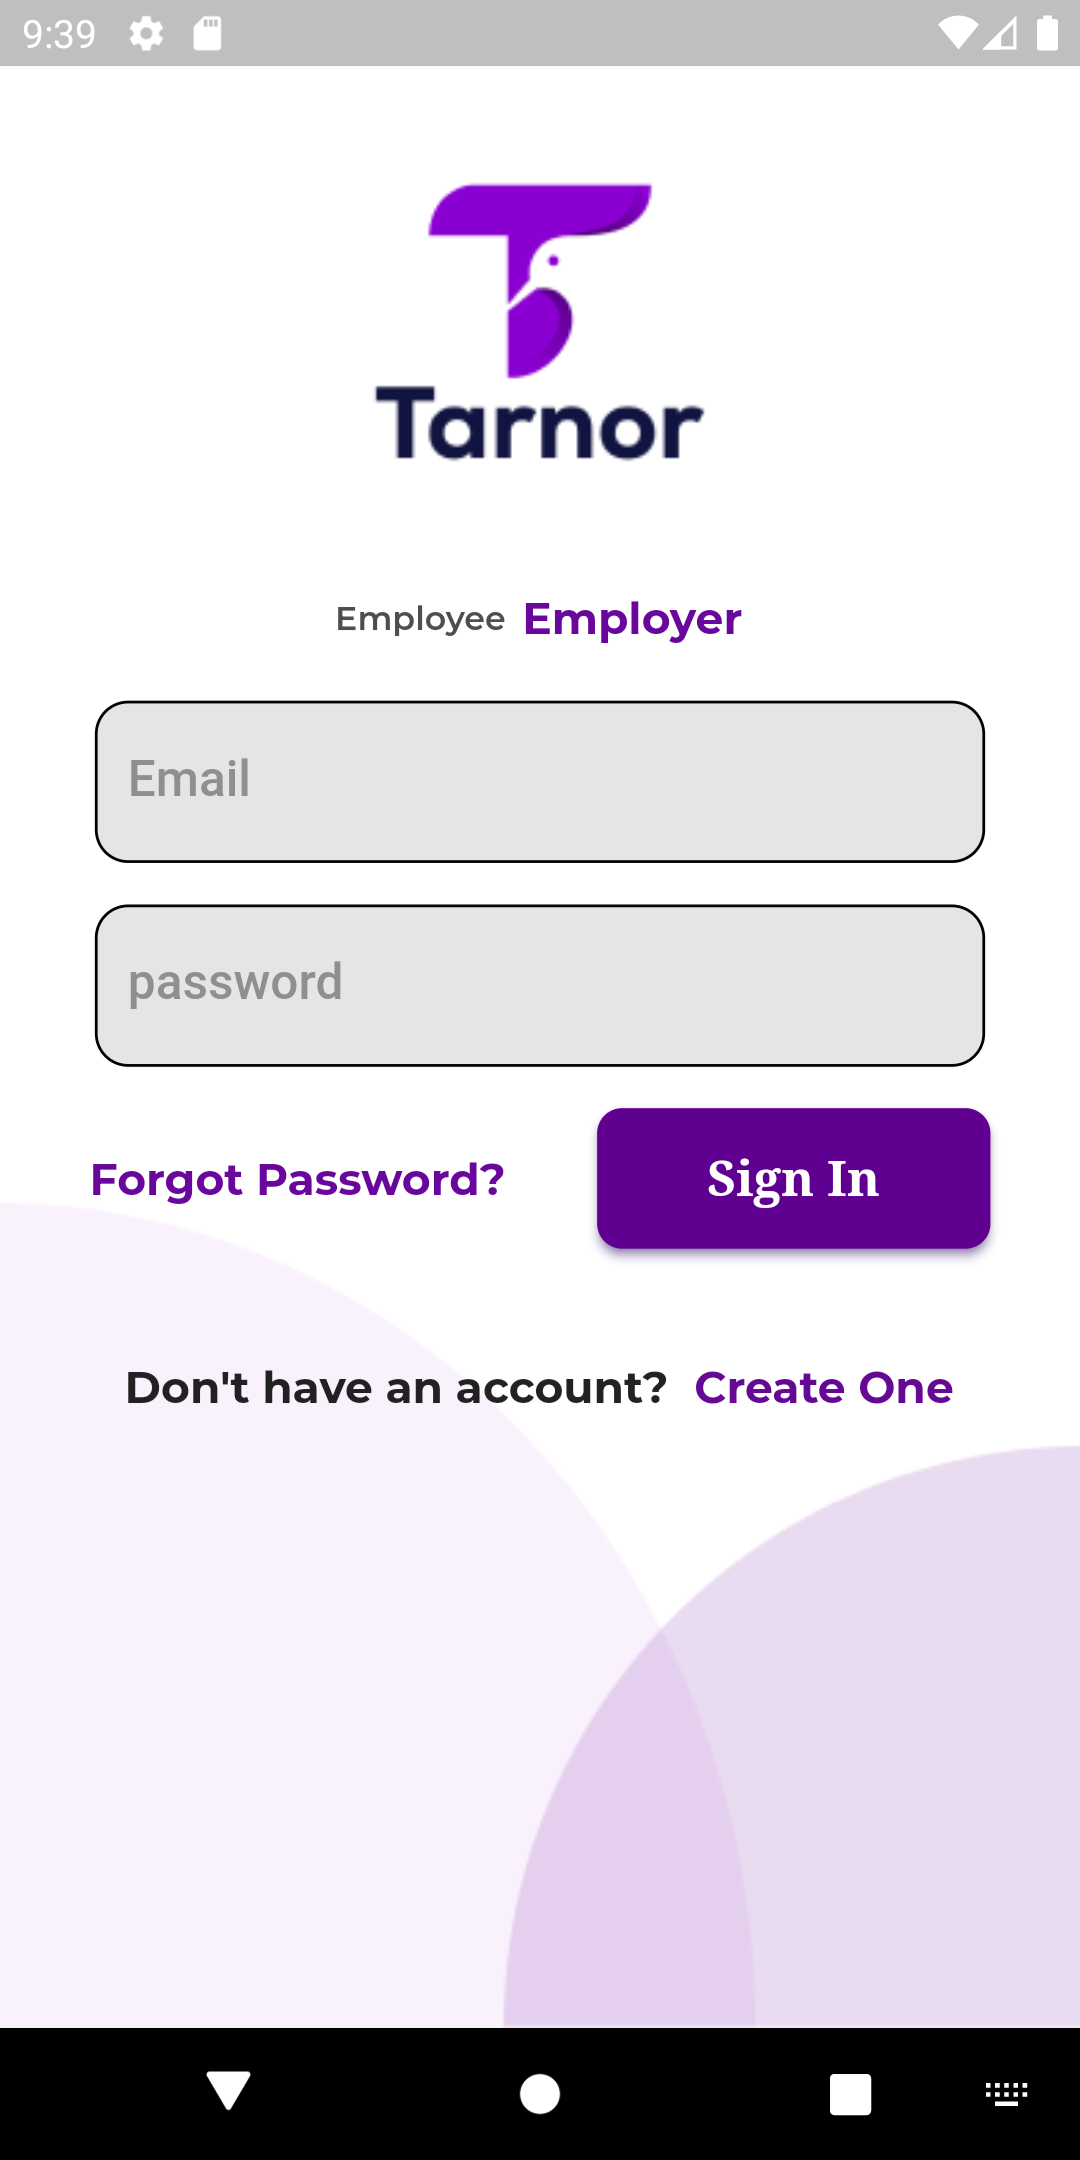 9:39
Tarnor
Employee Employer
Email
password
Forgot Password? Sign In
Don't have an account? Create One